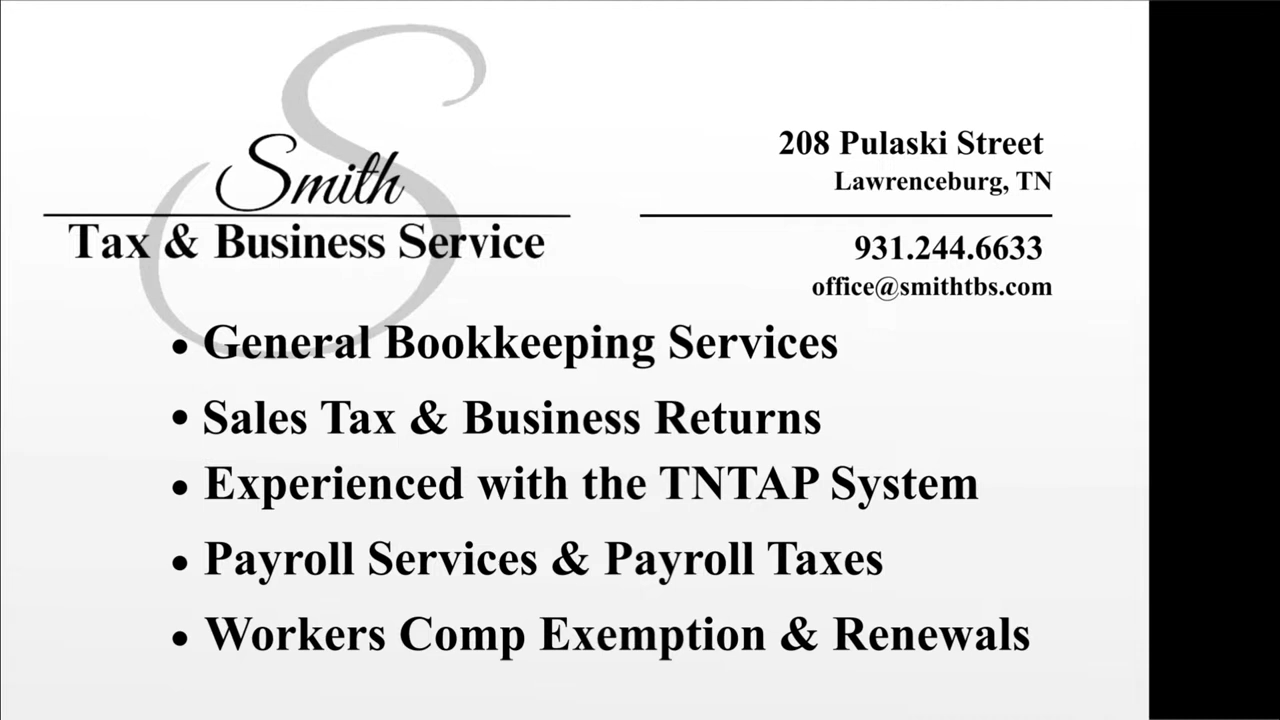 Smith
Tax & Business Service
208 Pulaski Street
Lawrenceburg, TN
931.244.6633
office@smithtbs.com
• General Bookkeeping Services
• Sales Tax & Business Returns
• Experienced with the TNTAP System
• Payroll Services & Payroll Taxes
• Workers Comp Exemption & Renewals